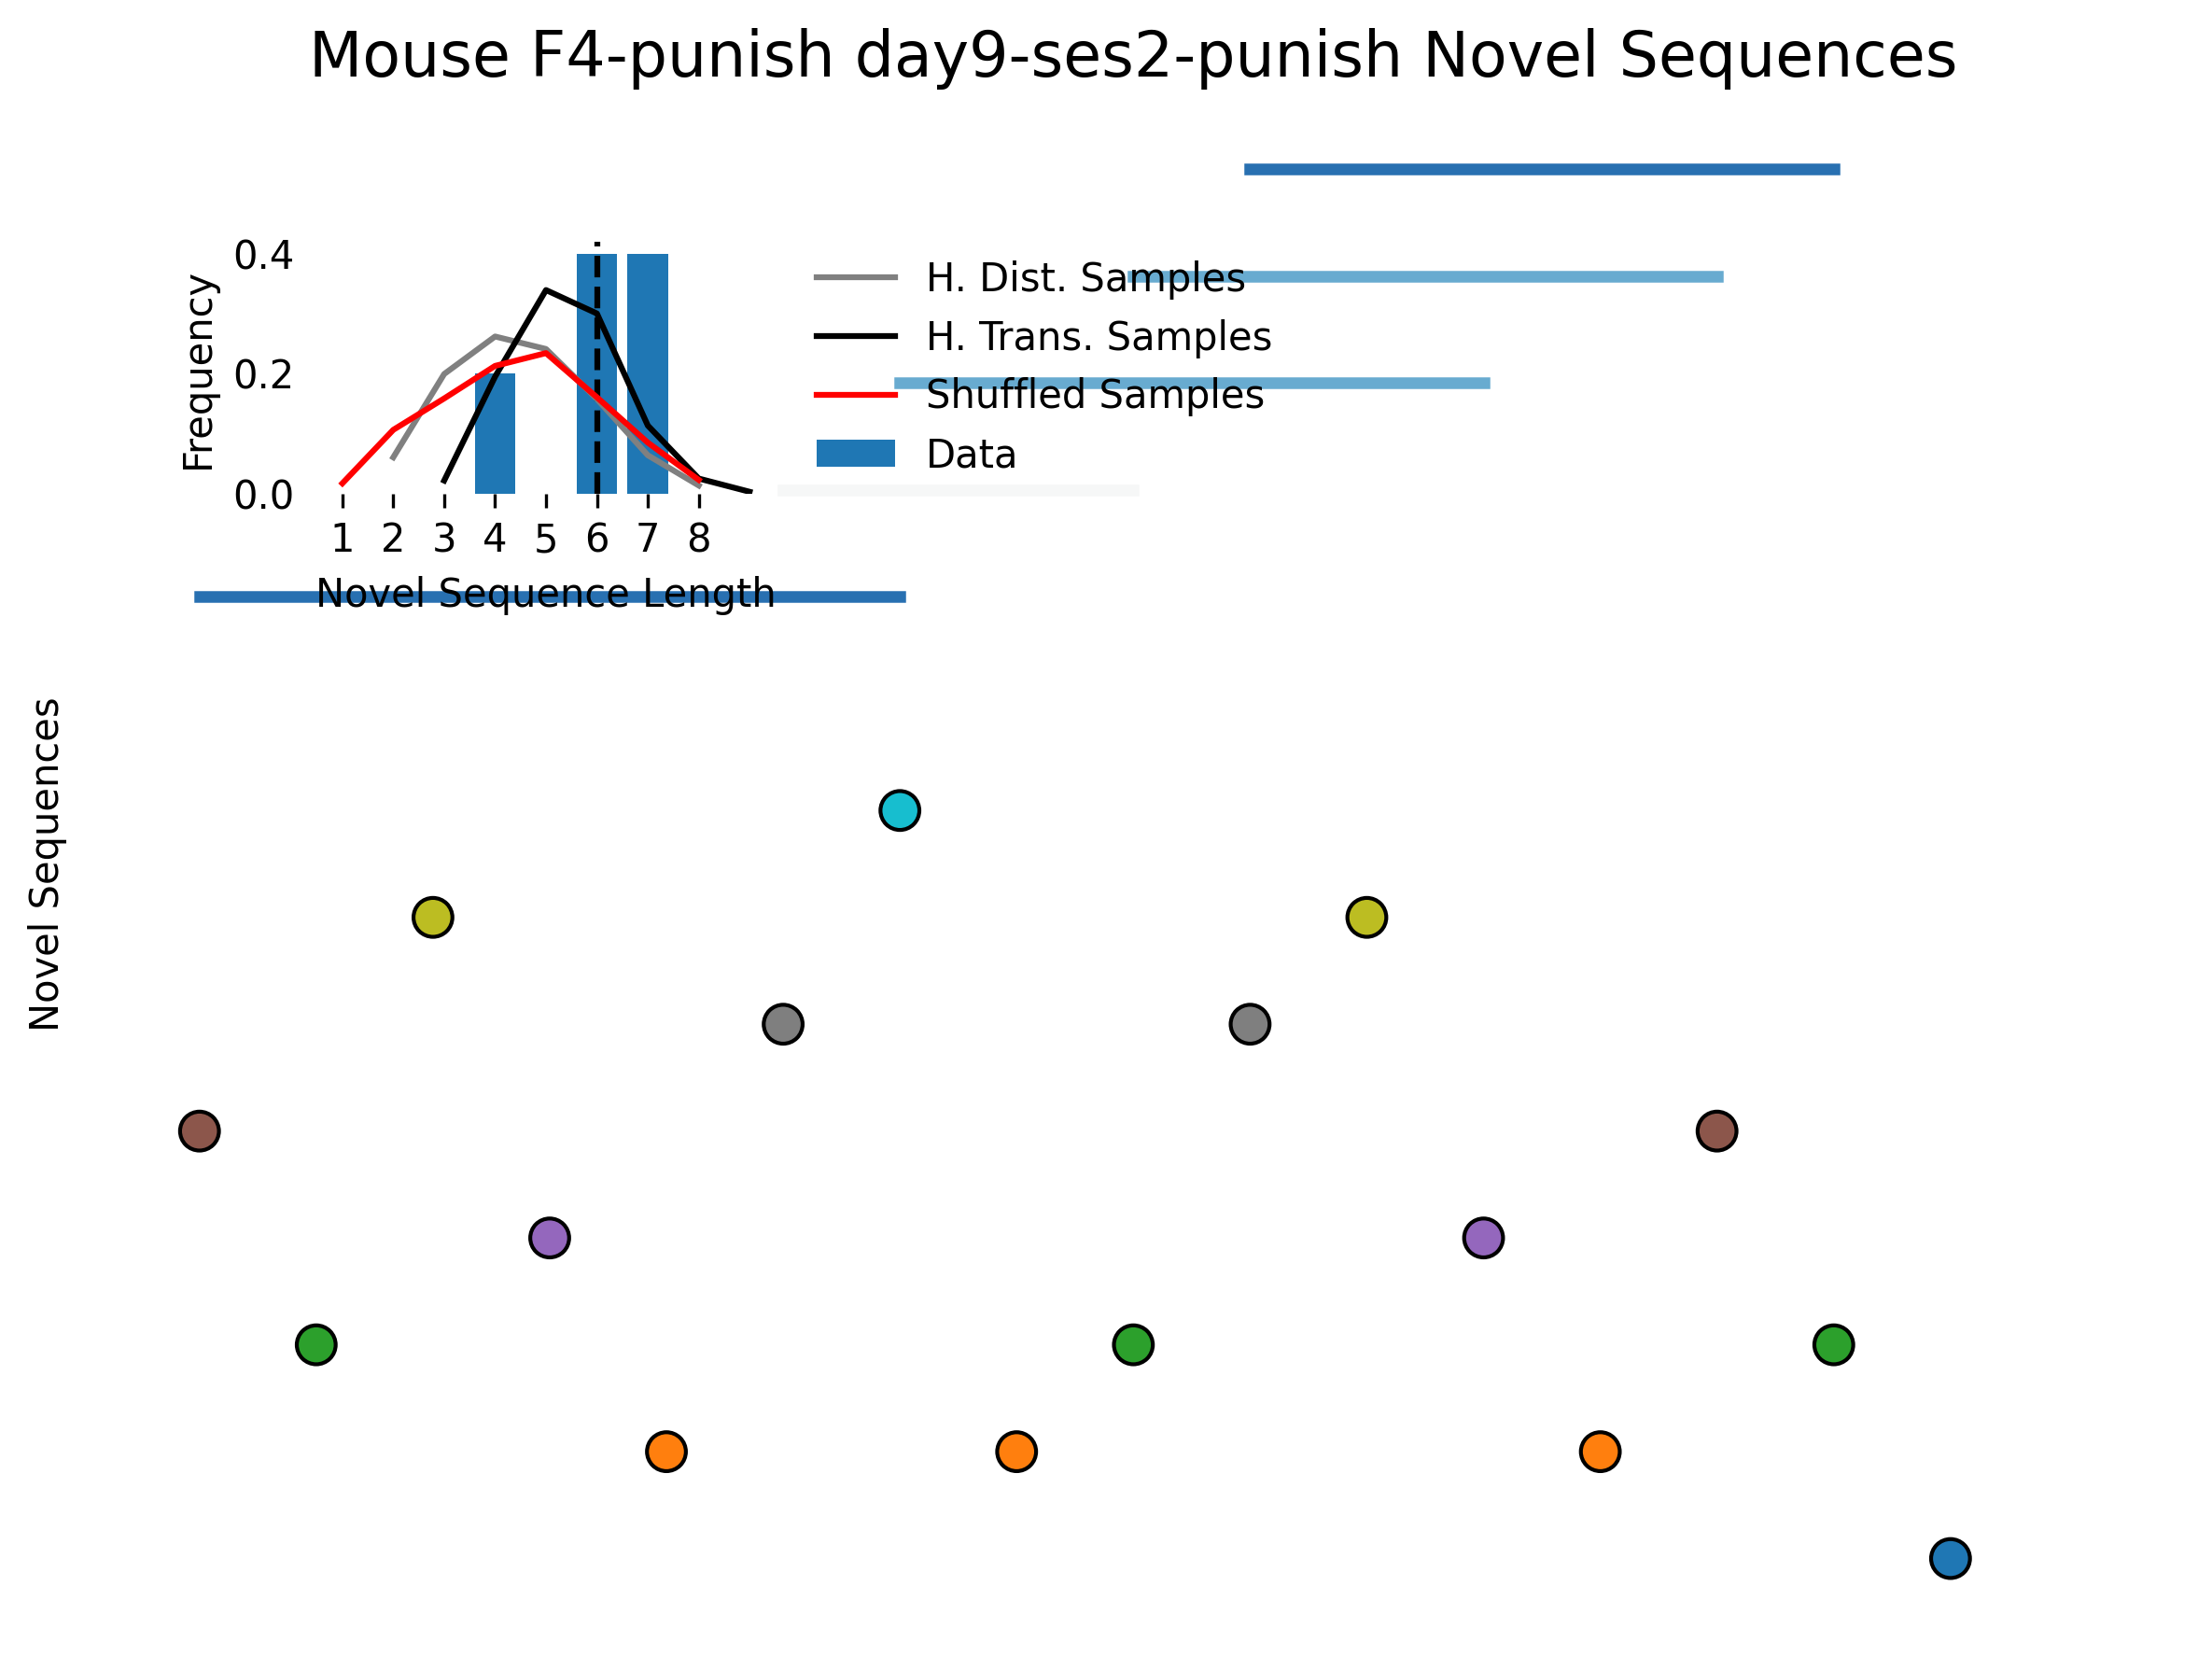 Mouse F4-punish day9-ses2-punish Novel Sequences
0.4
0.2
0.0
Frequency
1 2 3 4 5 6 7 8
Novel Sequence Length
H. Dist. Samples
H. Trans. Samples
Shuffled Samples
Data
Novel Sequences